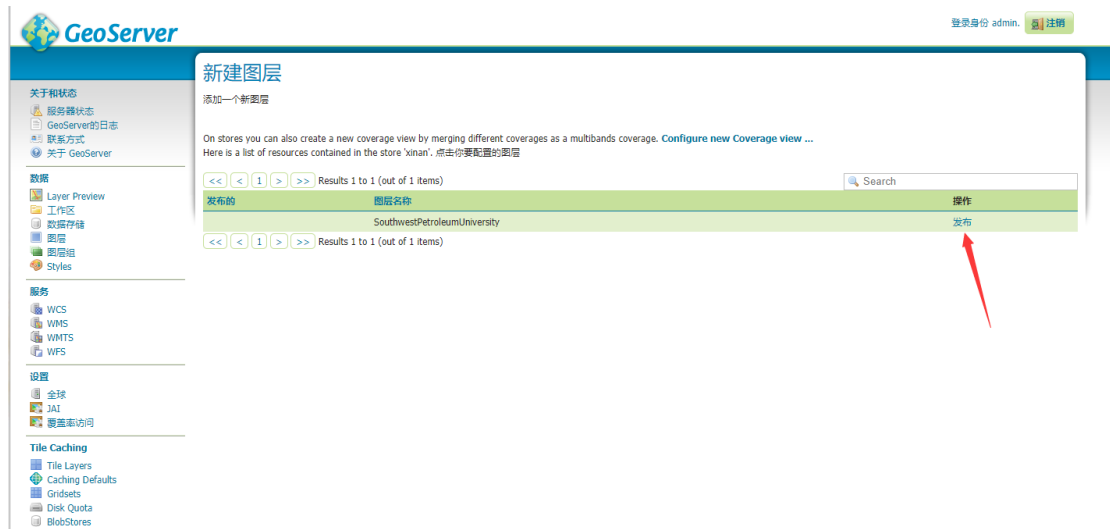 GeoServer
登录身份 admin.
注销
新建图层
添加一个新图层
On stores you can also create a new coverage view by merging different coverages as a multibands coverage. Configure new Coverage view ...
Here is a list of resources contained in the store 'xinan'. 点击你要配置的图层
<< < 1 > >> Results 1 to 1 (out of 1 items)
Search
发布的 图层名称 操作
SouthwestPetroleumUniversity 发布
<< < 1 > >> Results 1 to 1 (out of 1 items)
关于和状态
服务器状态
GeoServer的日志
联系方式
关于 GeoServer
数据
Layer Preview
工作区
数据存储
图层
图层组
Styles
服务
WCS
WMS
WMTS
WFS
设置
全球
JAI
覆盖率访问
Tile Caching
Tile Layers
Caching Defaults
Gridsets
Disk Quota
BlobStores